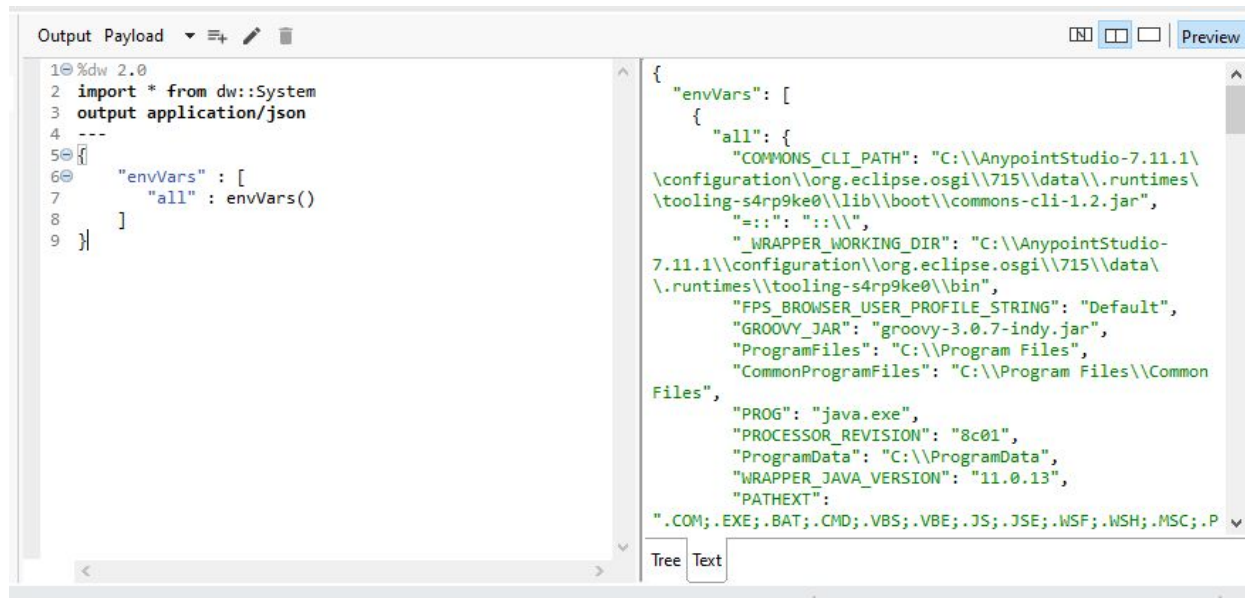 Output Payload
Preview
1 %dw 2.0
2 import * from dw::System
3 output application/json
4 ---
5 {
6 "envVars" : [
7 "all" : envVars()
8 ]
9 }
{
"envVars": [
{
"all": {
"COMMONS_CLI_PATH": "C:\\AnypointStudio-7.11.1\
\configuration\\org.eclipse.osgi\\715\\data\\.runtimes\
\tooling-s4rp9ke0\\lib\\boot\\commons-cli-1.2.jar",
"=::": "::\\",
"_WRAPPER_WORKING_DIR": "C:\\AnypointStudio-
7.11.1\\configuration\\org.eclipse.osgi\\715\\data\
\.runtimes\\tooling-s4rp9ke0\\bin",
"FPS_BROWSER_USER_PROFILE_STRING": "Default",
"GROOVY_JAR": "groovy-3.0.7-indy.jar",
"ProgramFiles": "C:\\Program Files",
"CommonProgramFiles": "C:\\Program Files\\Common
Files",
"PROG": "java.exe",
"PROCESSOR_REVISION": "8c01",
"ProgramData": "C:\\ProgramData",
"WRAPPER_JAVA_VERSION": "11.0.13",
"PATHEXT":
".COM;.EXE;.BAT;.CMD;.VBS;.VBE;.JS;.JSE;.WSF;.WSH;.MSC;.P
Tree Text